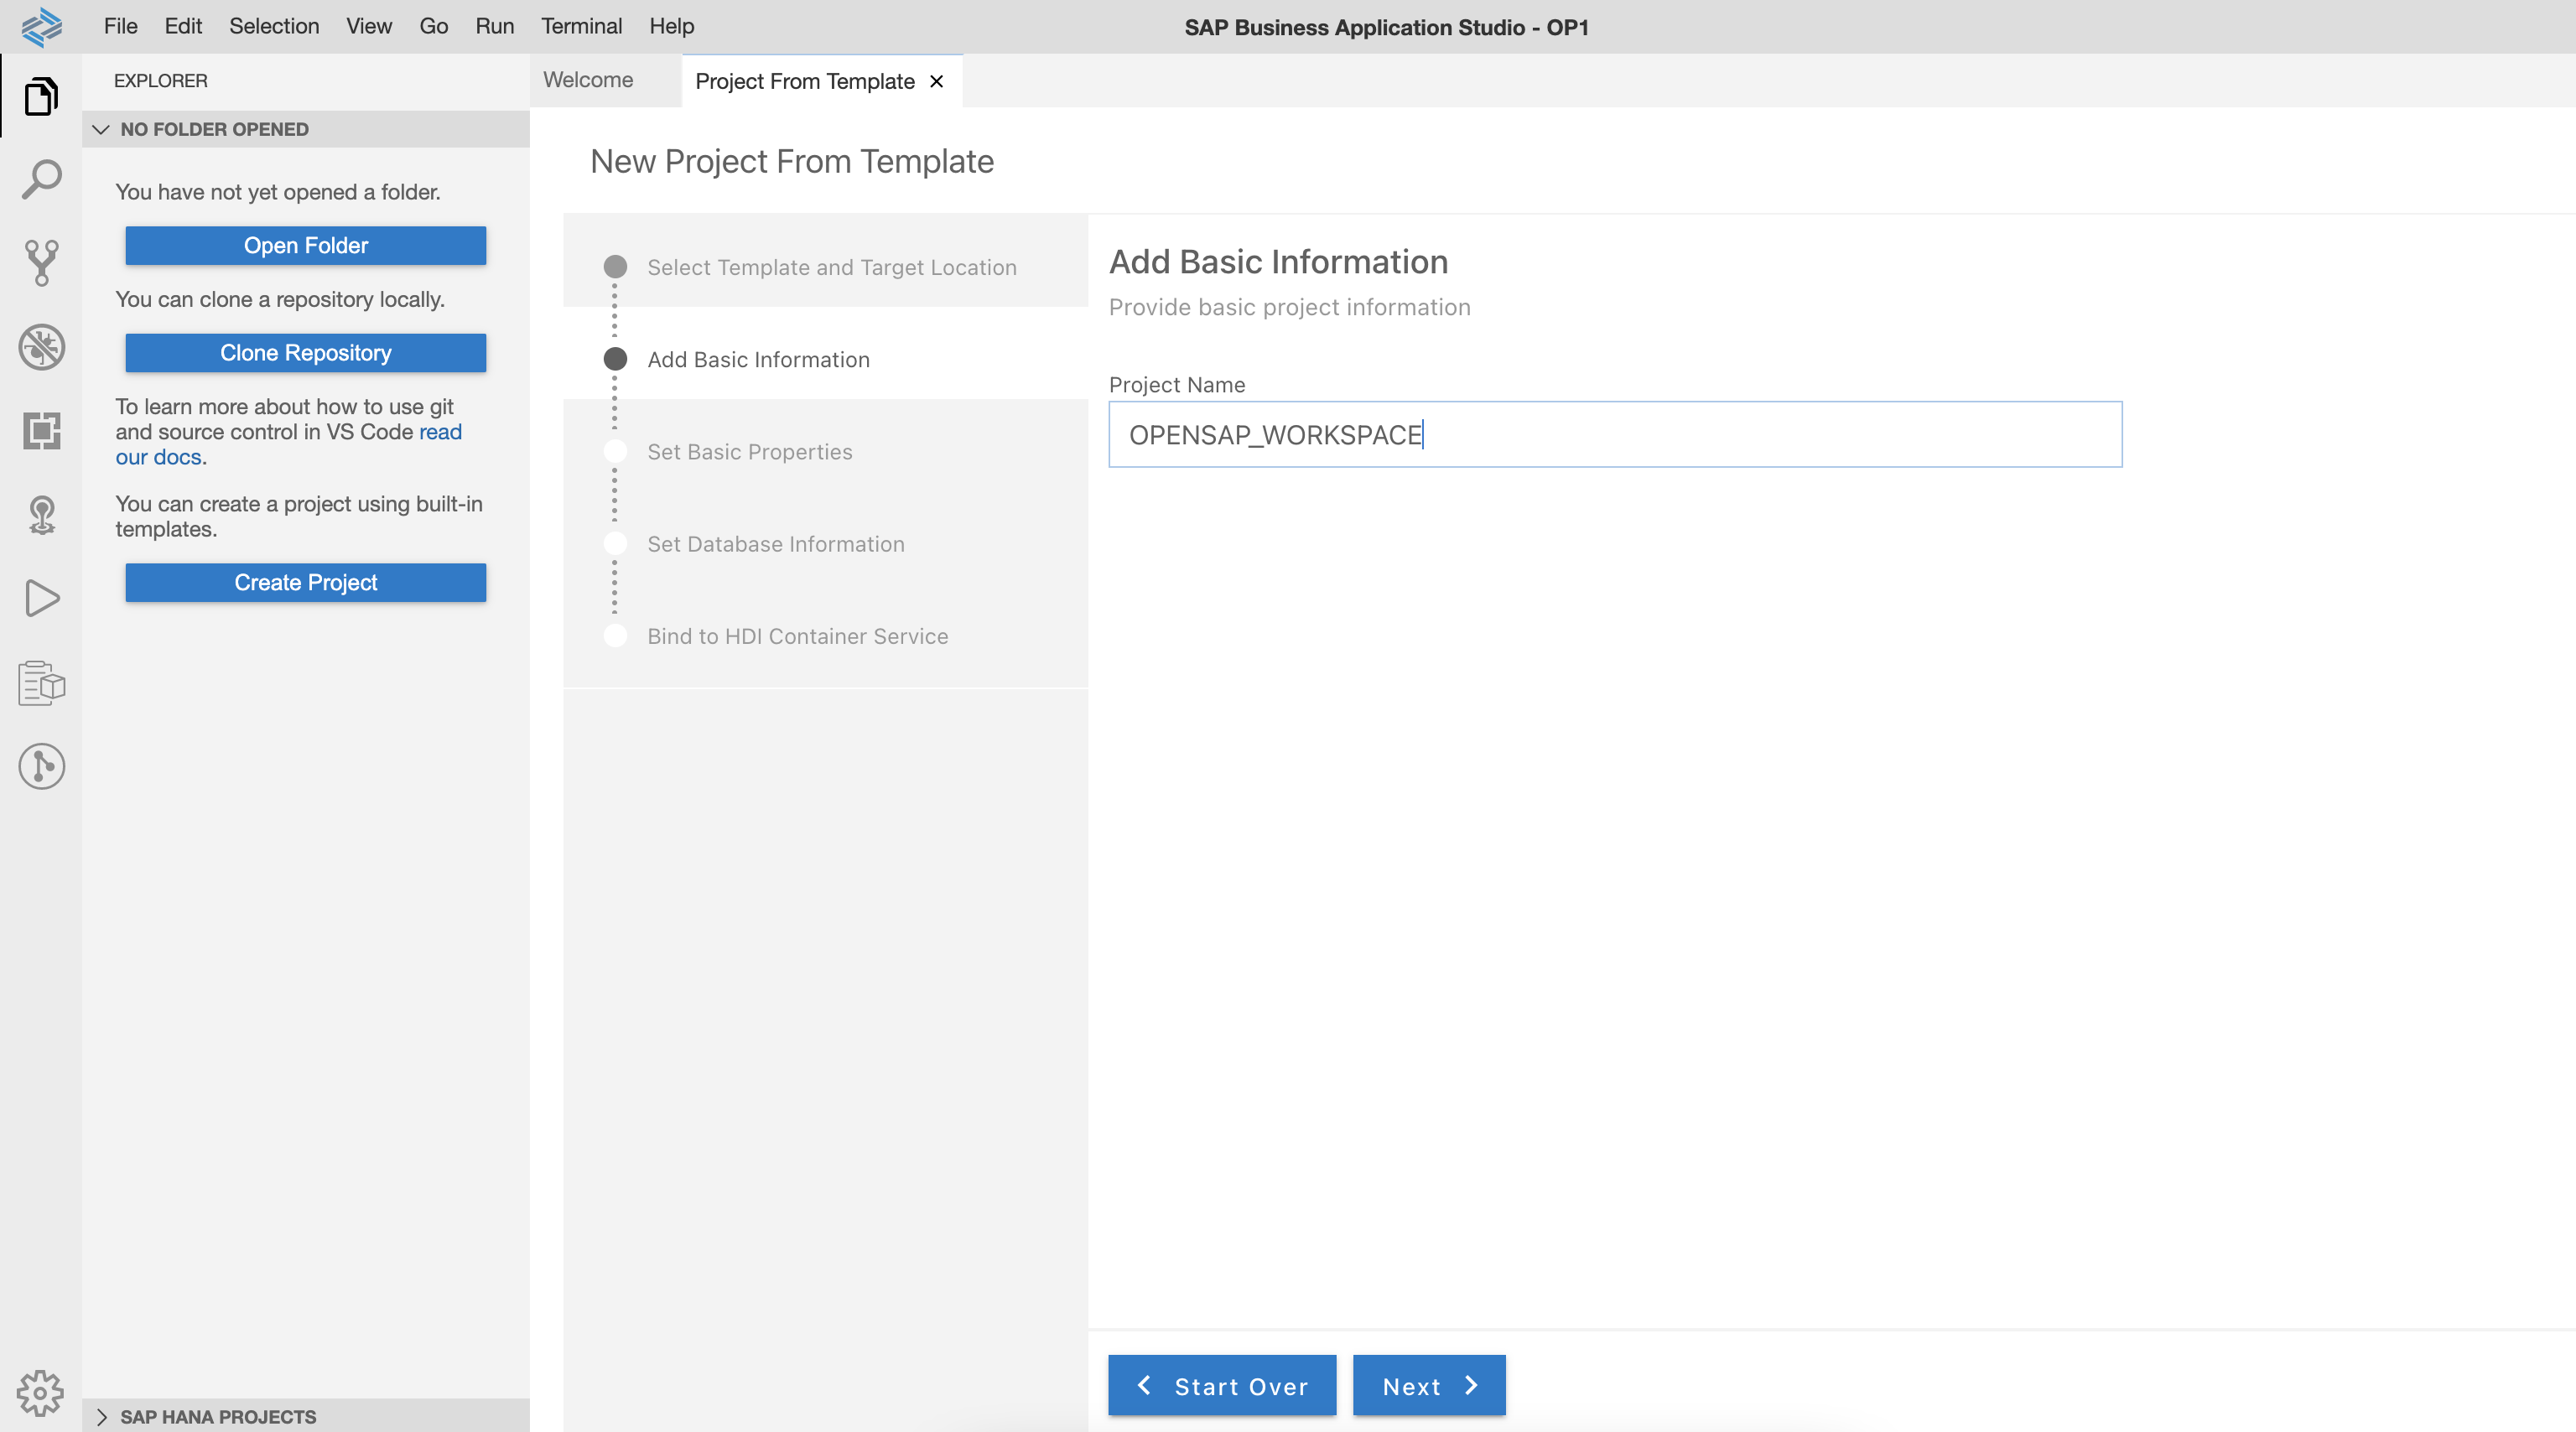 File Edit Selection View Go Run Terminal Help
SAP Business Application Studio - OP1
EXPLORER
NO FOLDER OPENED
You have not yet opened a folder.
Open Folder
You can clone a repository locally.
Clone Repository
To learn more about how to use git
and source control in VS Code read
our docs.
You can create a project using built-in
templates.
Create Project
SAP HANA PROJECTS
Welcome
Project From Template
New Project From Template
Select Template and Target Location
Add Basic Information
Set Basic Properties
Set Database Information
Bind to HDI Container Service
Add Basic Information
Provide basic project information
Project Name
OPENSAP_WORKSPACE
Start Over
Next